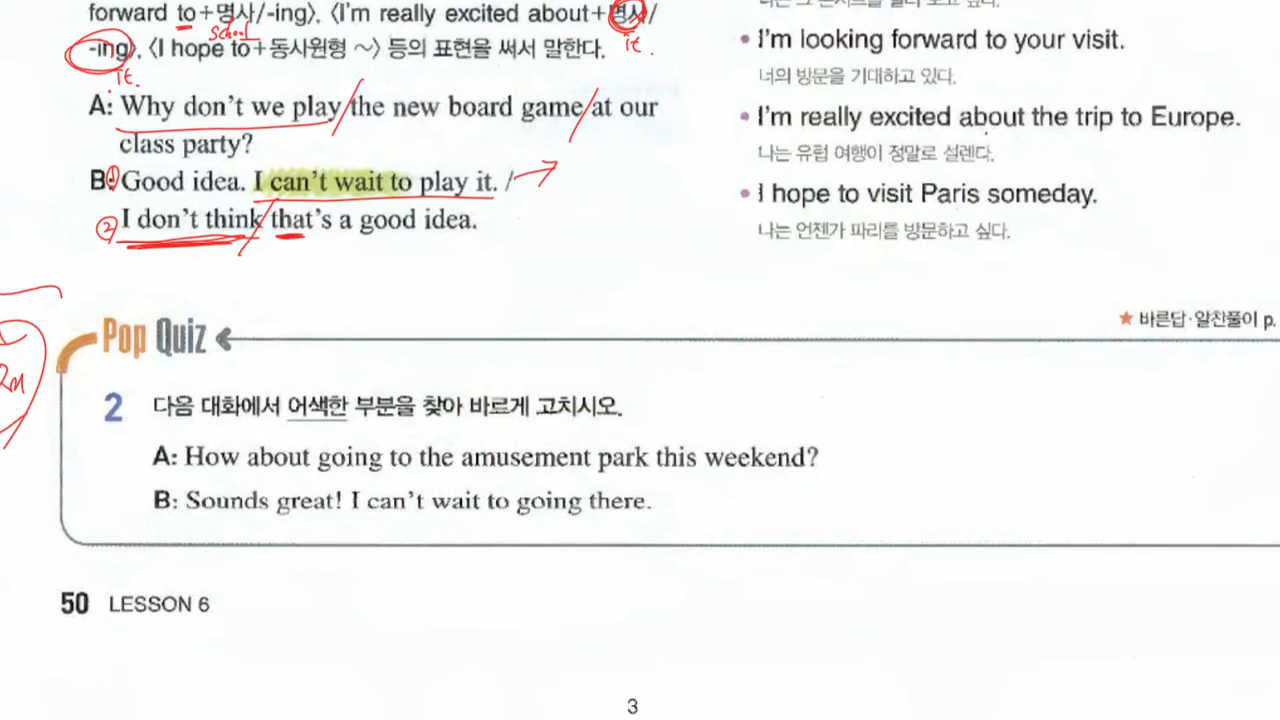 forward to+명사/-ing〉, 〈I'm really excited about+명사/
school
-ing〉, 〈I hope to+동사원형 ~〉 등의 표현을 써서 말한다.
it.
it.
A: Why don't we play/the new board game/at our
class party?
B:① Good idea. I can't wait to play it. /→
② I don't think/that's a good idea.
• I'm looking forward to your visit.
너의 방문을 기대하고 있다.
• I'm really excited about the trip to Europe.
나는 유럽 여행이 정말로 설렌다.
• I hope to visit Paris someday.
나는 언젠가 파리를 방문하고 싶다.
Pop Quiz
★ 바른답·알찬풀이 p.
2 다음 대화에서 어색한 부분을 찾아 바르게 고치시오.
A: How about going to the amusement park this weekend?
B: Sounds great! I can't wait to going there.
50 LESSON 6
3